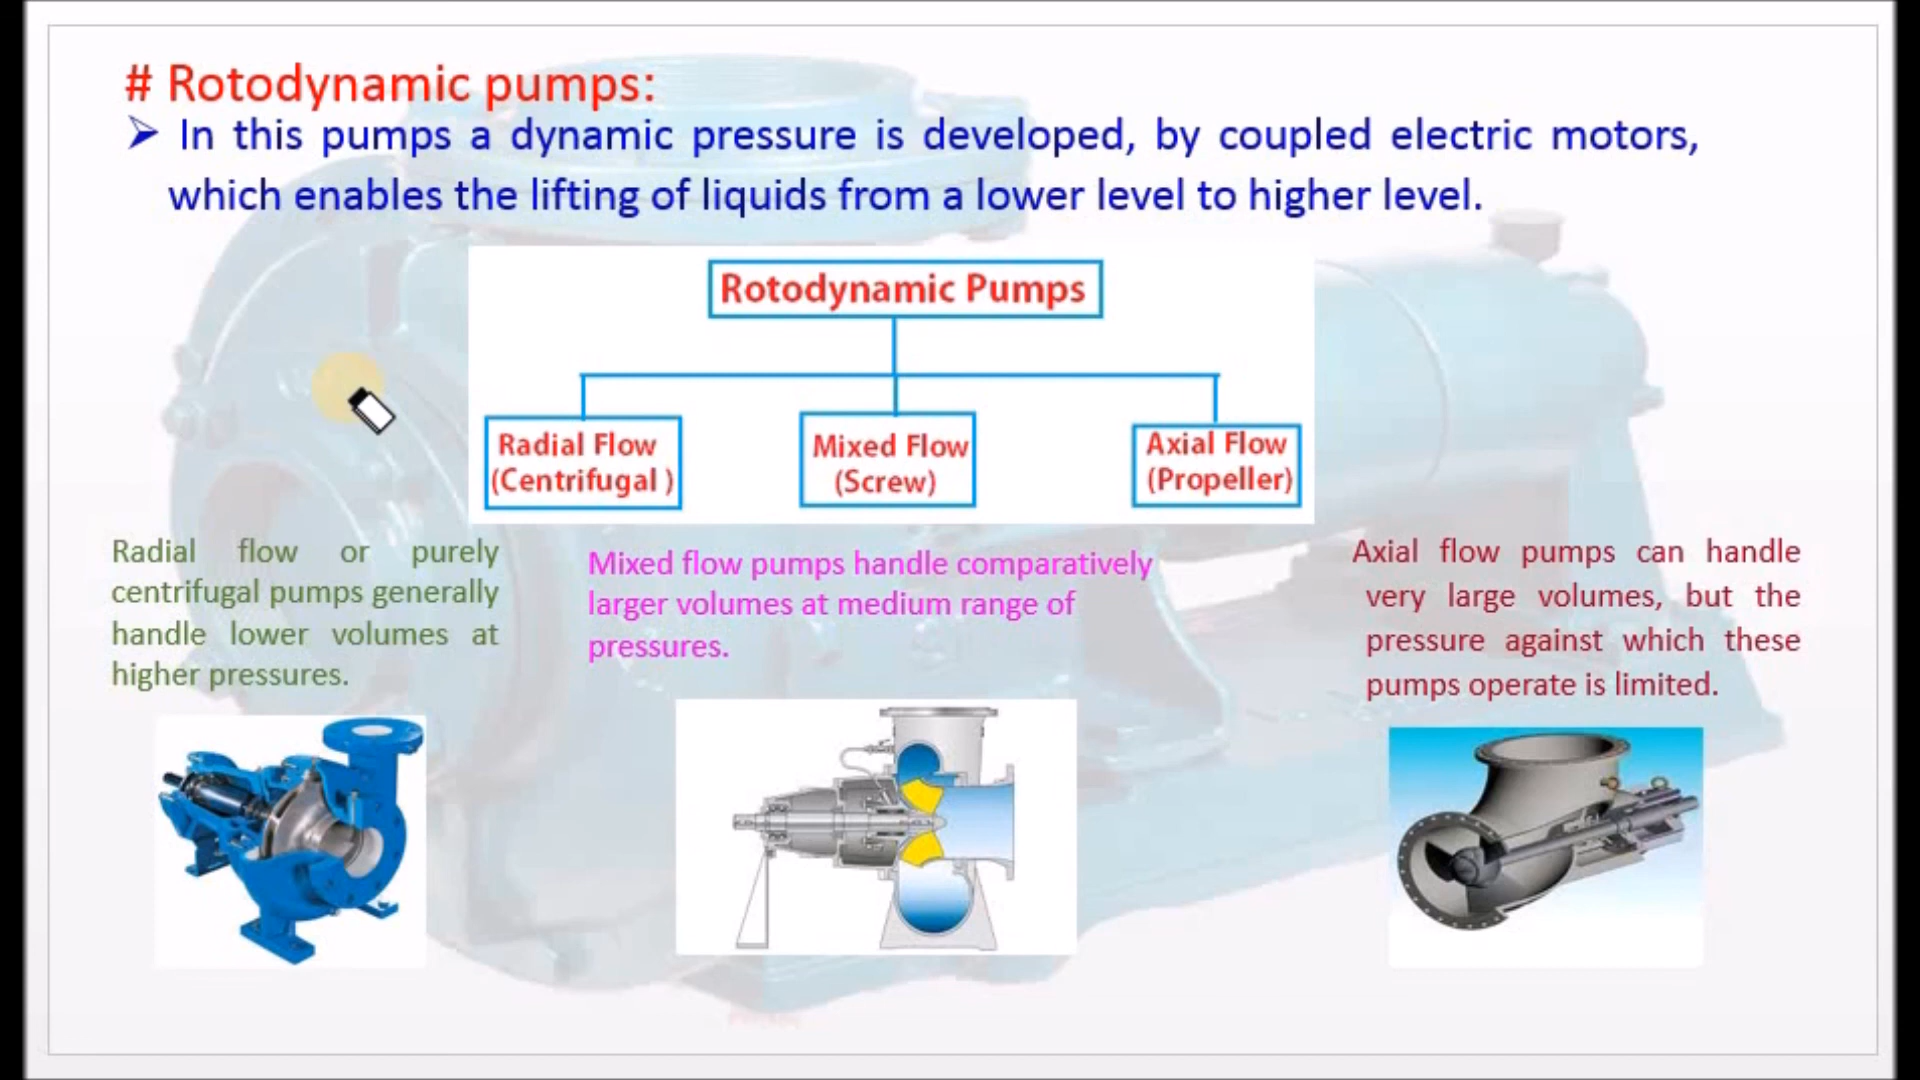 # Rotodynamic pumps:
➢ In this pumps a dynamic pressure is developed, by coupled electric motors,
which enables the lifting of liquids from a lower level to higher level.
Rotodynamic Pumps
Radial Flow
(Centrifugal )
Mixed Flow
(Screw)
Axial Flow
(Propeller)
Radial flow or purely
centrifugal pumps generally
handle lower volumes at
higher pressures.
Mixed flow pumps handle comparatively
larger volumes at medium range of
pressures.
Axial flow pumps can handle
very large volumes, but the
pressure against which these
pumps operate is limited.